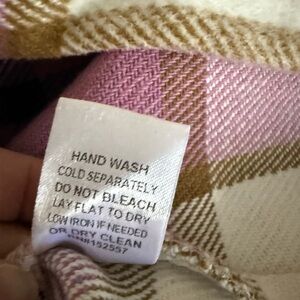 HAND WASH
COLD SEPARATELY
DO NOT BLEACH
LAY FLAT TO DRY
LOW IRON IF NEEDED
OR DRY CLEAN